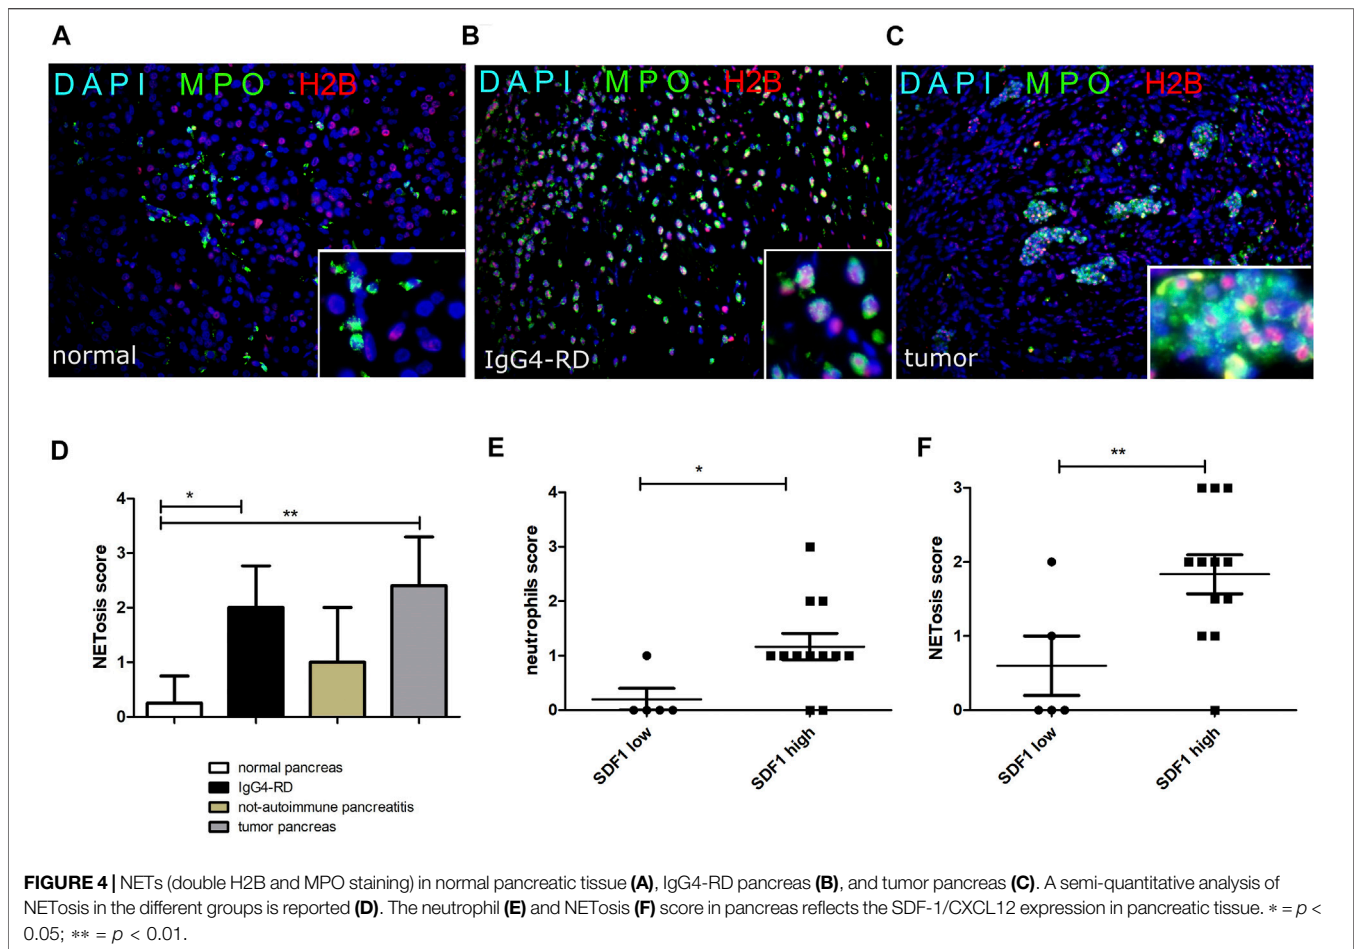 A
B
C
DAPI MPO H2B
DAPI MPO H2B
DAPI MPO H2B
normal
IgG4-RD
tumor
D
E
F
NETosis score
4
3
2
1
0
*
**
normal pancreas
IgG4-RD
not-autoimmune pancreatitis
tumor pancreas
neutrophils score
4
3
2
1
0
*
SDF1 low
SDF1 high
NETosis score
3
2
1
0
**
SDF1 low
SDF1 high
FIGURE 4 | NETs (double H2B and MPO staining) in normal pancreatic tissue (A), IgG4-RD pancreas (B), and tumor pancreas (C). A semi-quantitative analysis of
NETosis in the different groups is reported (D). The neutrophil (E) and NETosis (F) score in pancreas reflects the SDF-1/CXCL12 expression in pancreatic tissue. * = p <
0.05; ** = p < 0.01.